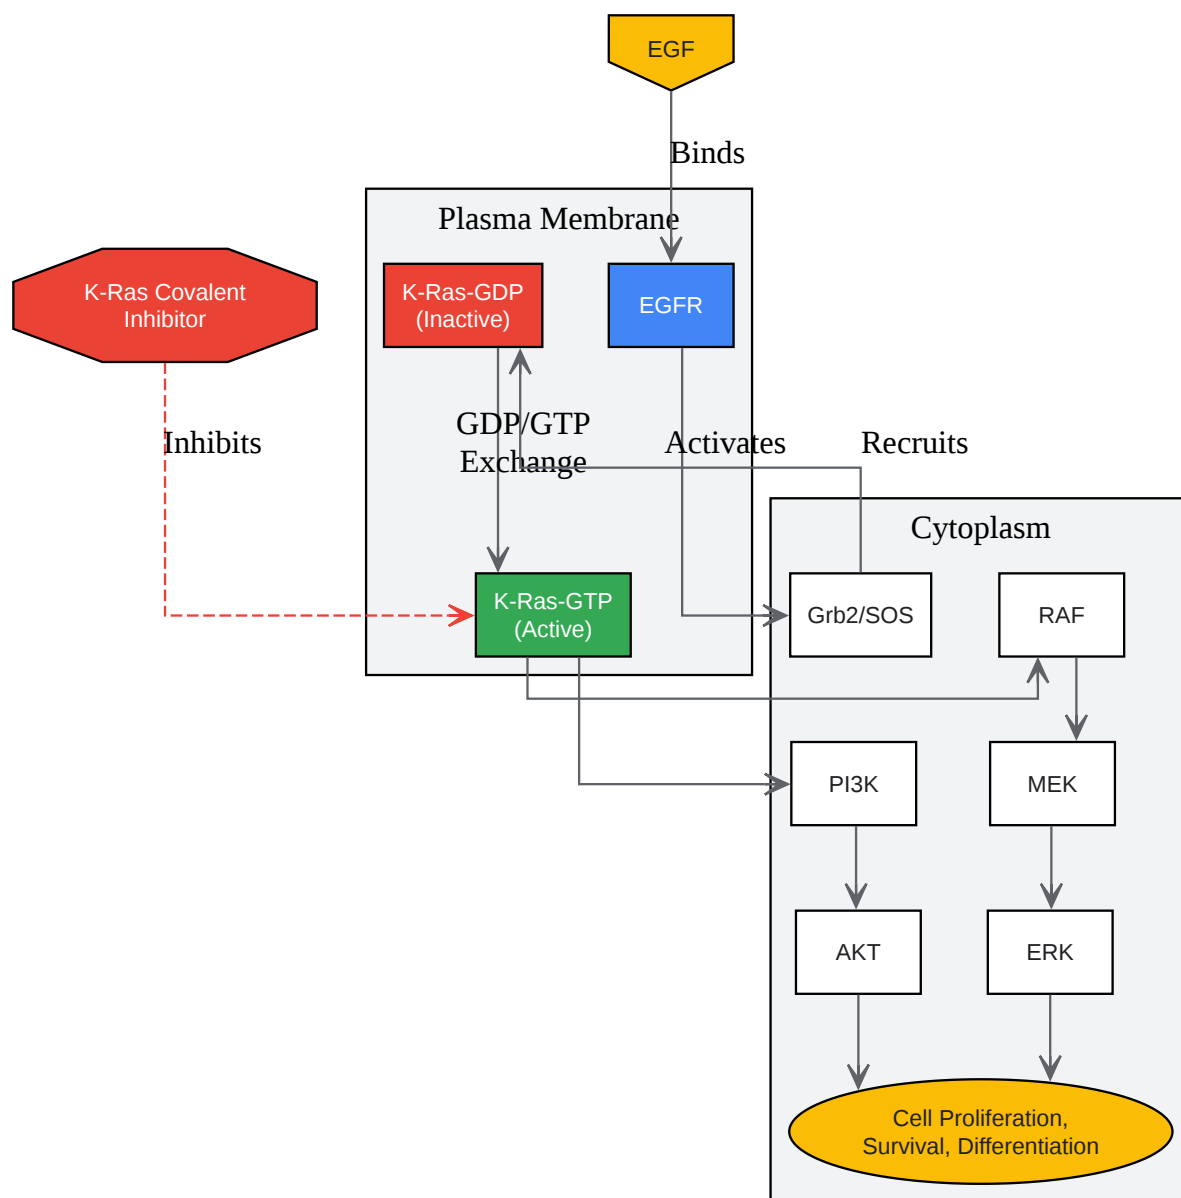 EGF
Binds
Plasma Membrane
K-Ras Covalent
Inhibitor
K-Ras-GDP
(Inactive)
EGFR
Inhibits
GDP/GTP
Exchange
Activates
Recruits
Cytoplasm
K-Ras-GTP
(Active)
Grb2/SOS
RAF
PI3K
MEK
AKT
ERK
Cell Proliferation,
Survival, Differentiation